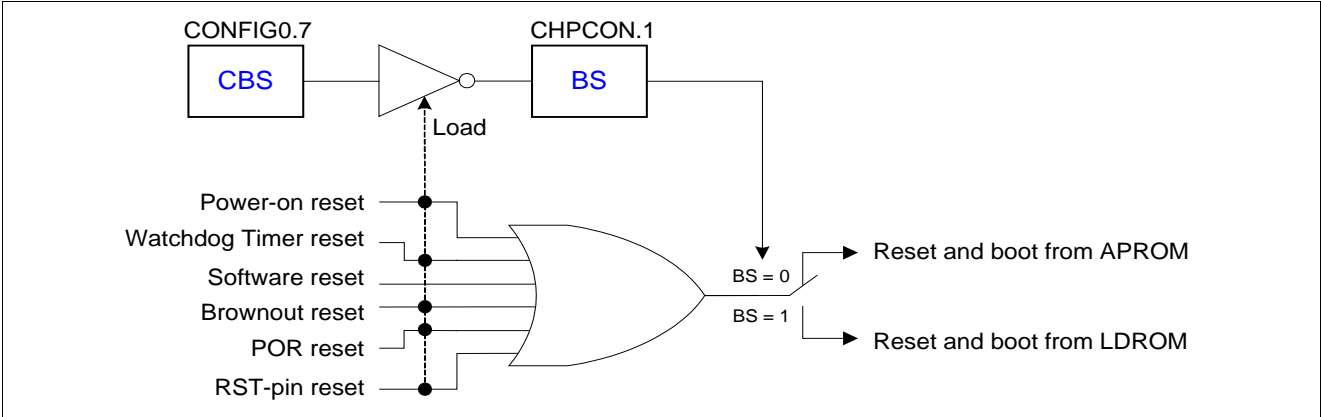 CONFIG0.7
CHPCON.1
CBS
BS
Load
Power-on reset
Watchdog Timer reset
Software reset
Brownout reset
POR reset
RST-pin reset
BS = 0
BS = 1
Reset and boot from APROM
Reset and boot from LDROM